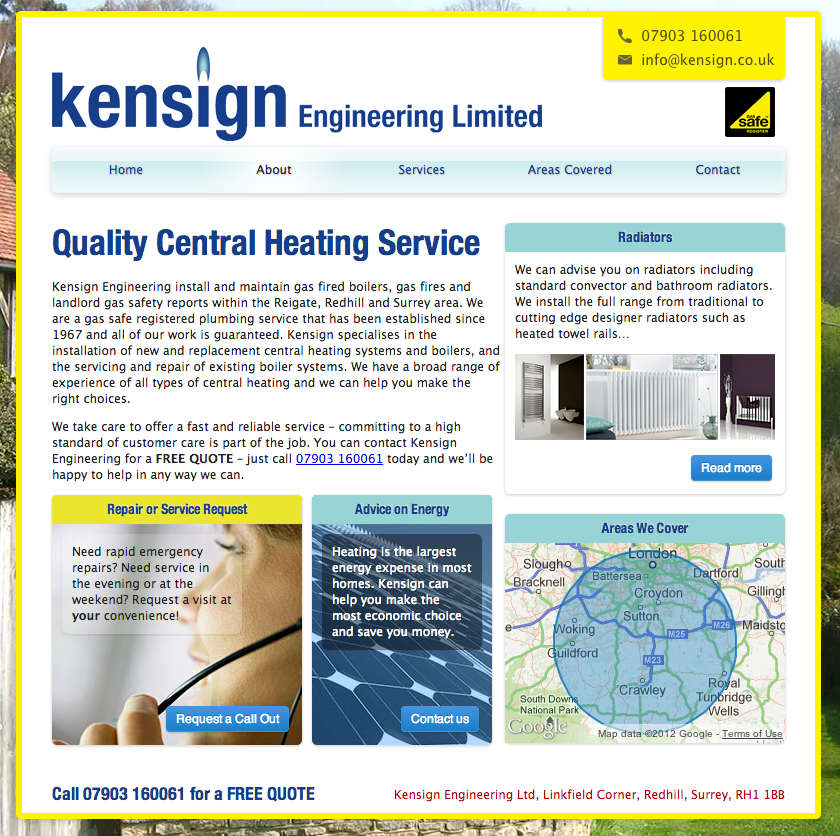 07903 160061
info@kensign.co.uk
kensign Engineering Limited
GAS
safe
REGISTER
Home
About
Services
Areas Covered
Contact
Quality Central Heating Service
Kensign Engineering install and maintain gas fired boilers, gas fires and
landlord gas safety reports within the Reigate, Redhill and Surrey area. We
are a gas safe registered plumbing service that has been established since
1967 and all of our work is guaranteed. Kensign specialises in the
installation of new and replacement central heating systems and boilers, and
the servicing and repair of existing boiler systems. We have a broad range of
experience of all types of central heating and we can help you make the
right choices.
We take care to offer a fast and reliable service – committing to a high
standard of customer care is part of the job. You can contact Kensign
Engineering for a FREE QUOTE – just call 07903 160061 today and we'll be
happy to help in any way we can.
Radiators
We can advise you on radiators including
standard convector and bathroom radiators.
We install the full range from traditional to
cutting edge designer radiators such as
heated towel rails...
Read more
Repair or Service Request
Need rapid emergency
repairs? Need service in
the evening or at the
weekend? Request a visit at
your convenience!
Request a Call Out
Advice on Energy
Heating is the largest
energy expense in most
homes. Kensign can
help you make the
most economic choice
and save you money.
Contact us
Areas We Cover
London
Slough
South
Battersea
Dartford
Bracknell
Gillingh
Croydon
Sutton
M26
Woking
M25
Maidsto
Guildford
M23
Crawley
Royal
Tunbridge
Wells
South Downs
National Park
Google
Map data ©2012 Google - Terms of Use
Call 07903 160061 for a FREE QUOTE
Kensign Engineering Ltd, Linkfield Corner, Redhill, Surrey, RH1 1BB